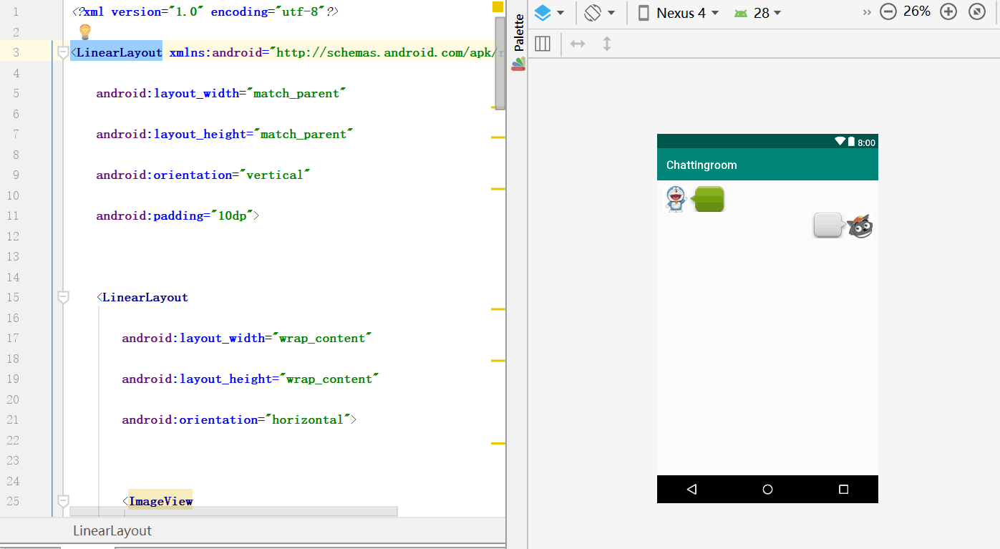 1 <?xml version="1.0" encoding="utf-8"?>
2
3 <LinearLayout xmlns:android="http://schemas.android.com/apk/r
4
5 android:layout_width="match_parent"
6
7 android:layout_height="match_parent"
8
9 android:orientation="vertical"
10
11 android:padding="10dp">
12
13
14
15 <LinearLayout
16
17 android:layout_width="wrap_content"
18
19 android:layout_height="wrap_content"
20
21 android:orientation="horizontal">
22
23
24
25 <ImageView
LinearLayout
Palette
Nexus 4 28 » 26%
8:00
Chattingroom